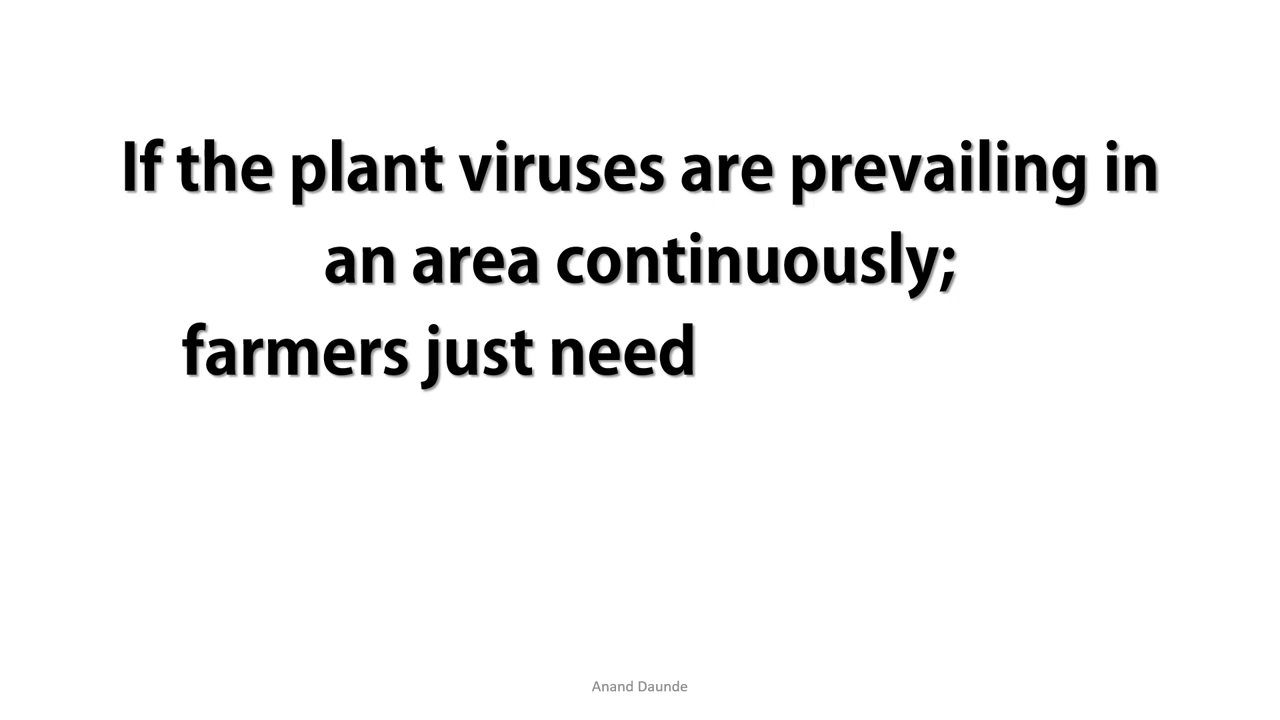 If the plant viruses are prevailing in
an area continuously;
farmers just need
Anand Daunde